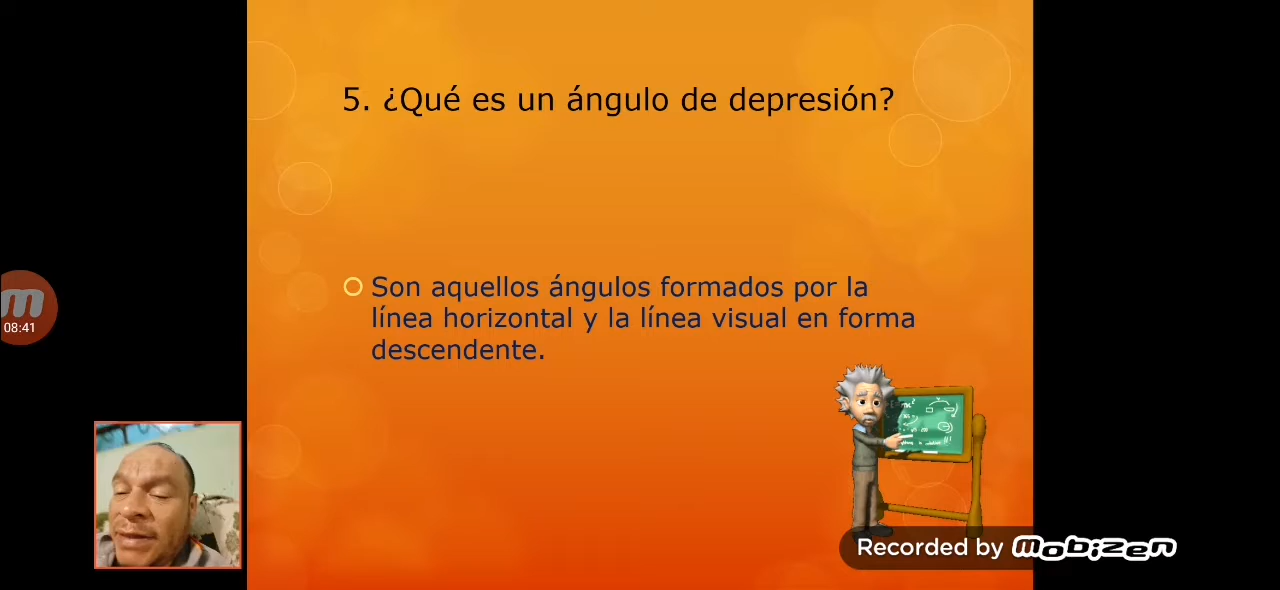 5. ¿Qué es un ángulo de depresión?
Son aquellos ángulos formados por la
línea horizontal y la línea visual en forma
descendente.
08:41
Recorded by mobizen